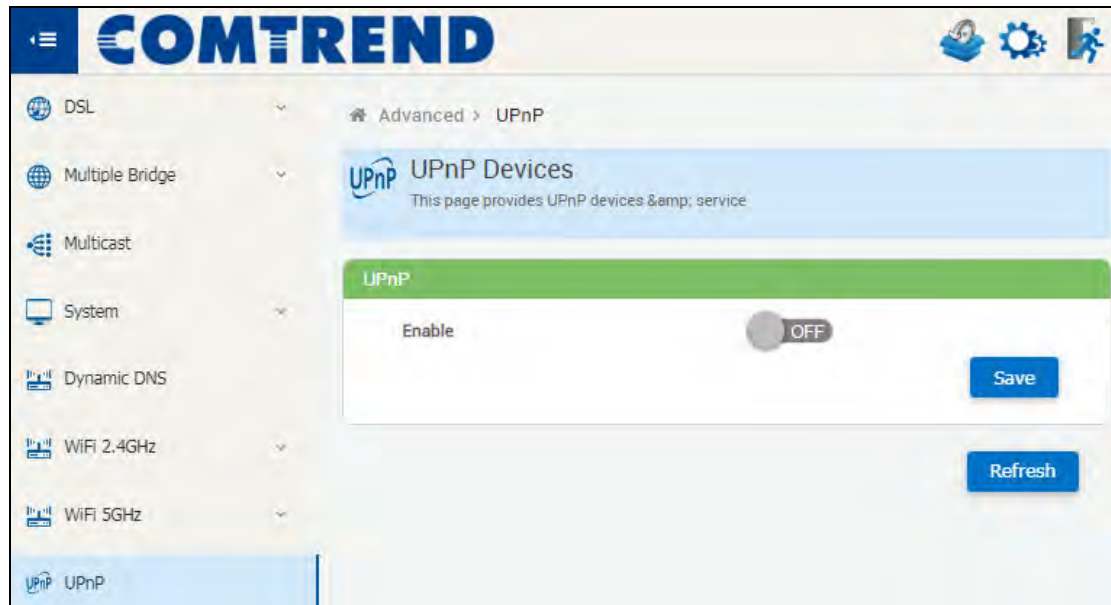 COMTREND
DSL
Multiple Bridge
Multicast
System
Dynamic DNS
WiFi 2.4GHz
WiFi 5GHz
UPnP UPnP
Advanced > UPnP
UPnP UPnP Devices
This page provides UPnP devices &amp; service
UPnP
Enable OFF
Save
Refresh